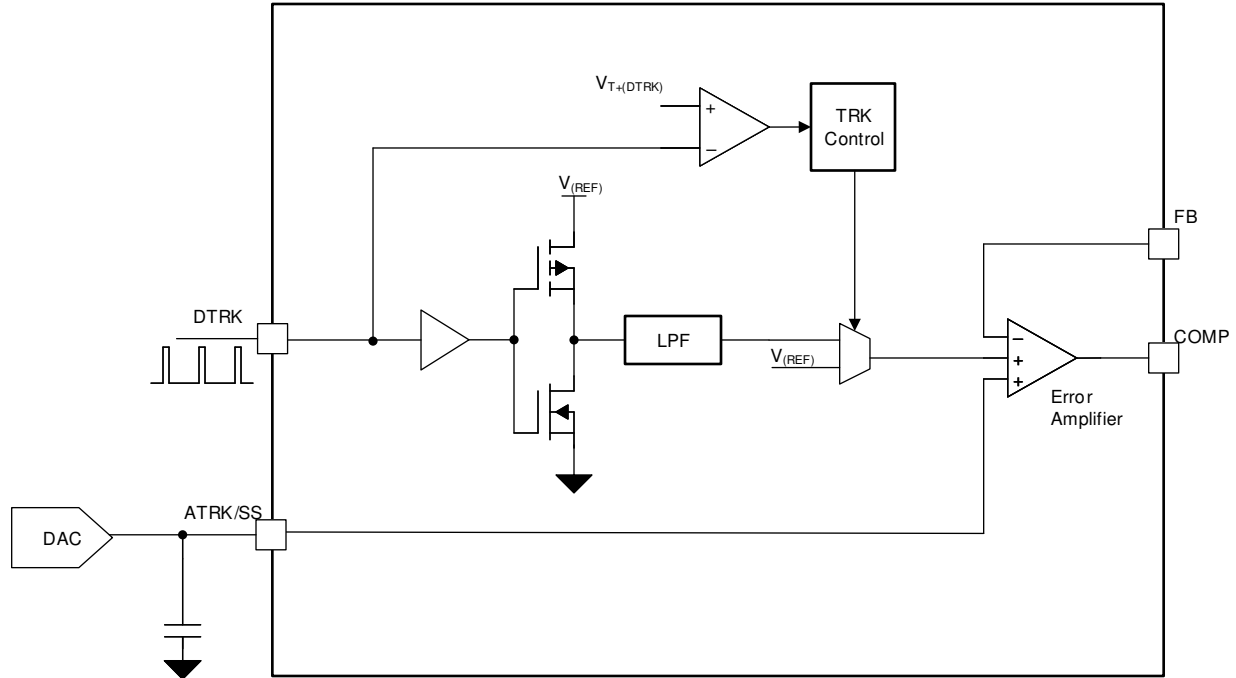 V_T+(DTRK)
+
−
TRK
Control
V_(REF)
FB
DTRK
LPF
V_(REF)
−
+
+
COMP
Error
Amplifier
ATRK/SS
DAC